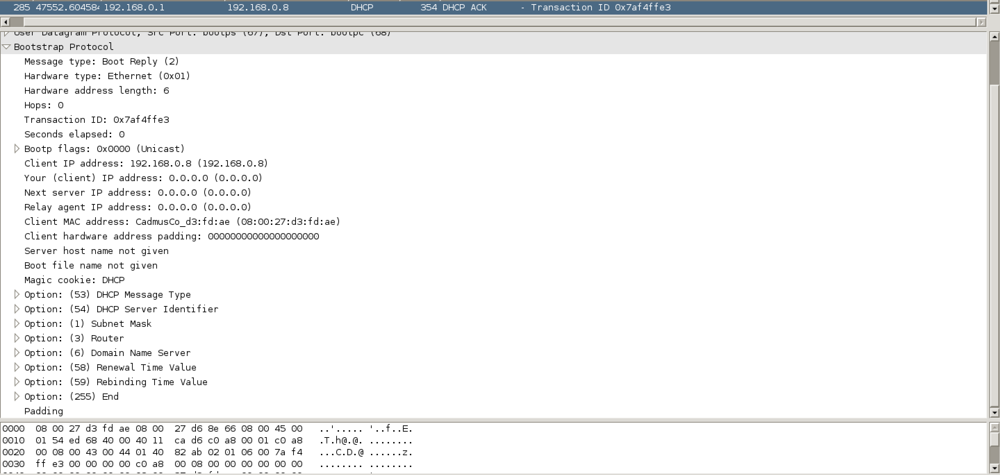 285 47552.604584 192.168.0.1 192.168.0.8 DHCP 354 DHCP ACK - Transaction ID 0x7af4ffe3
User Datagram Protocol, Src Port: bootps (67), Dst Port: bootpc (68)
Bootstrap Protocol
Message type: Boot Reply (2)
Hardware type: Ethernet (0x01)
Hardware address length: 6
Hops: 0
Transaction ID: 0x7af4ffe3
Seconds elapsed: 0
Bootp flags: 0x0000 (Unicast)
Client IP address: 192.168.0.8 (192.168.0.8)
Your (client) IP address: 0.0.0.0 (0.0.0.0)
Next server IP address: 0.0.0.0 (0.0.0.0)
Relay agent IP address: 0.0.0.0 (0.0.0.0)
Client MAC address: CadmusCo_d3:fd:ae (08:00:27:d3:fd:ae)
Client hardware address padding: 00000000000000000000
Server host name not given
Boot file name not given
Magic cookie: DHCP
Option: (53) DHCP Message Type
Option: (54) DHCP Server Identifier
Option: (1) Subnet Mask
Option: (3) Router
Option: (6) Domain Name Server
Option: (58) Renewal Time Value
Option: (59) Rebinding Time Value
Option: (255) End
Padding
0000 08 00 27 d3 fd ae 08 00 27 d6 8e 66 08 00 45 00 ..'..... '..f..E.
0010 01 54 ed 68 40 00 40 11 ca d6 c0 a8 00 01 c0 a8 .T.h@.@. ........
0020 00 08 00 43 00 44 01 40 82 ab 02 01 06 00 7a f4 ...C.D.@ ......z.
0030 ff e3 00 00 00 00 c0 a8 00 08 00 00 00 00 00 00 ........ ........